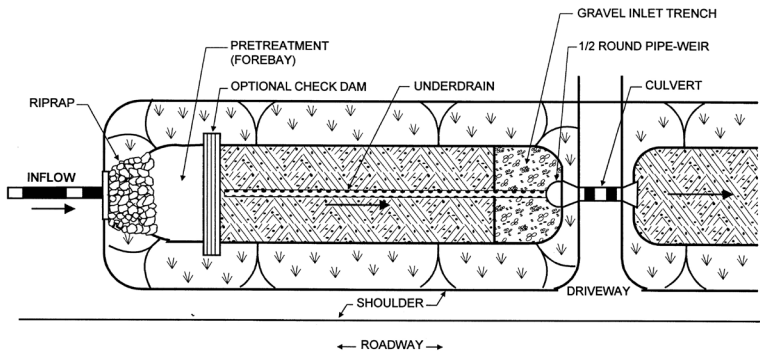 GRAVEL INLET TRENCH
PRETREATMENT
(FOREBAY)
1/2 ROUND PIPE-WEIR
OPTIONAL CHECK DAM
UNDERDRAIN
CULVERT
RIPRAP
INFLOW
DRIVEWAY
SHOULDER
ROADWAY